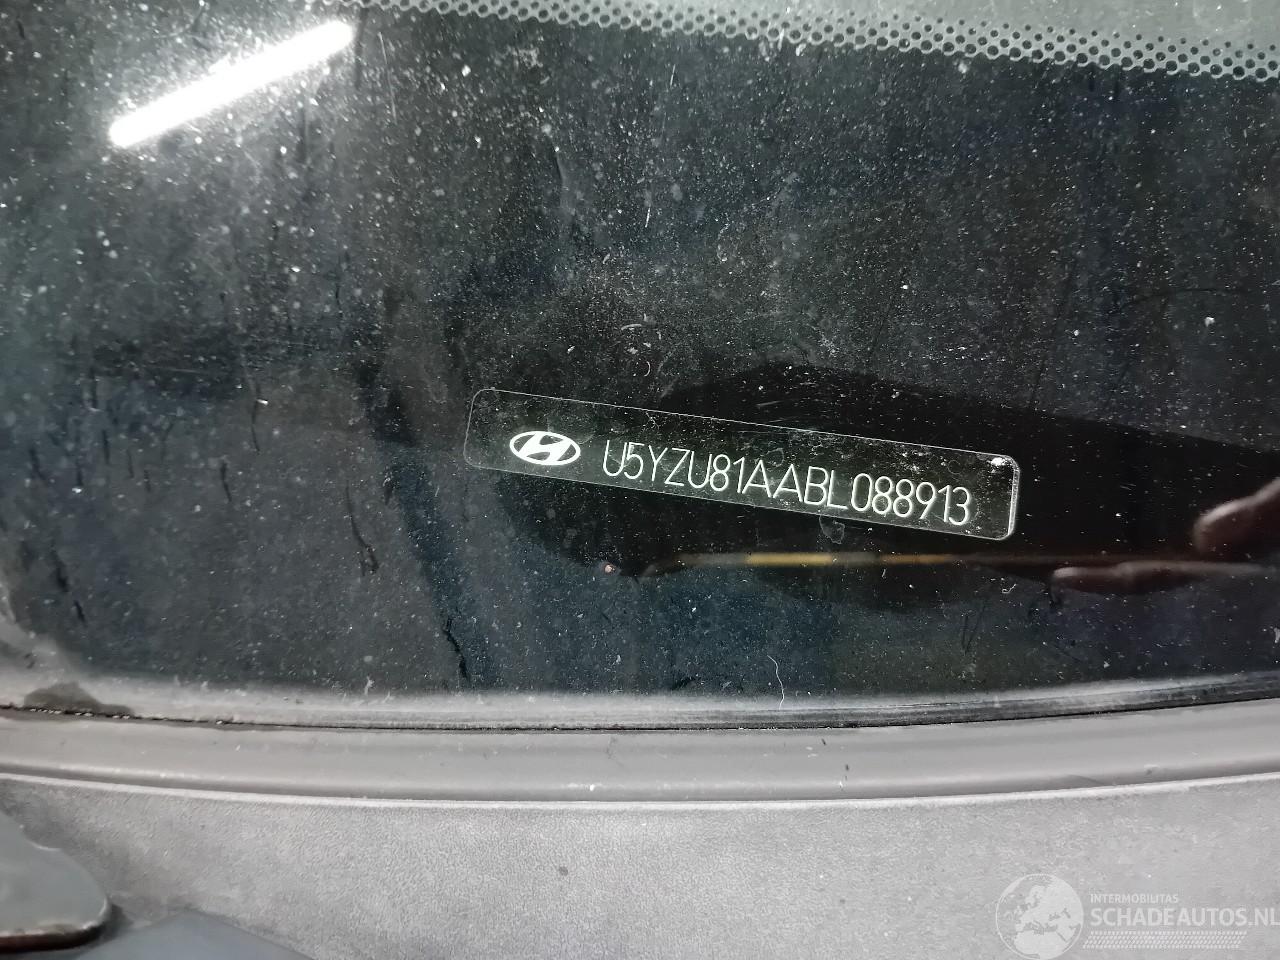 U5YZU81AABL088913
INTERMOBILITAS
SCHADEAUTOS.NL